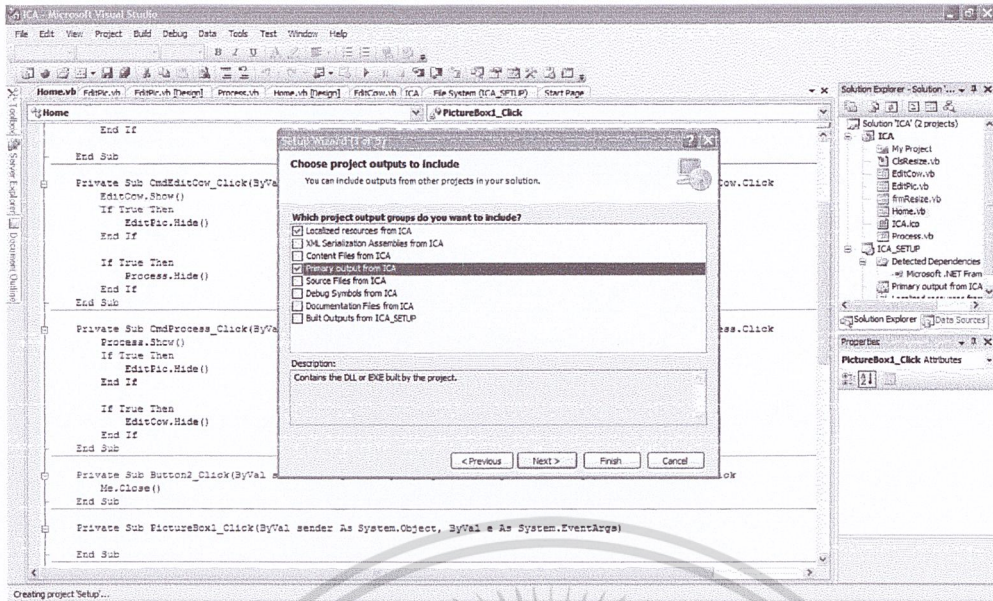 ICA - Microsoft Visual Studio
File Edit View Project Build Debug Data Tools Test Window Help
Home.vb EditPic.vb EditPic.vb [Design] Process.vb Home.vb [Design] EditCow.vb ICA File System (ICA_SETUP) Start Page
Home
PictureBox1_Click
Toolbox
Server Explorer
Document Outline
End If
End Sub
Private Sub CmdEditCow_Click(ByVa
Cow.Click
EditCow.Show()
If True Then
EditPic.Hide()
End If
If True Then
Process.Hide()
End If
End Sub
Private Sub CmdProcess_Click(ByVa
ess.Click
Process.Show()
If True Then
EditPic.Hide()
End If
If True Then
EditCow.Hide()
End If
End Sub
Private Sub Button2_Click(ByVal s
ck
Me.Close()
End Sub
Private Sub PictureBox1_Click(ByVal sender As System.Object, ByVal e As System.EventArgs)
End Sub
Setup Wizard (3 of 5)
Choose project outputs to include
You can include outputs from other projects in your solution.
Which project output groups do you want to include?
Localized resources from ICA
XML Serialization Assemblies from ICA
Content Files from ICA
Primary output from ICA
Source Files from ICA
Debug Symbols from ICA
Documentation Files from ICA
Built Outputs from ICA_SETUP
Description:
Contains the DLL or EXE built by the project.
< Previous Next > Finish Cancel
Solution Explorer - Solution '...
Solution 'ICA' (2 projects)
ICA
My Project
ClsResize.vb
EditCow.vb
EditPic.vb
frmResize.vb
Home.vb
ICA.ico
Process.vb
ICA_SETUP
Detected Dependencies
Microsoft .NET Fram
Primary output from ICA
Solution Explorer Data Sources
Properties
PictureBox1_Click Attributes
Creating project 'Setup'...